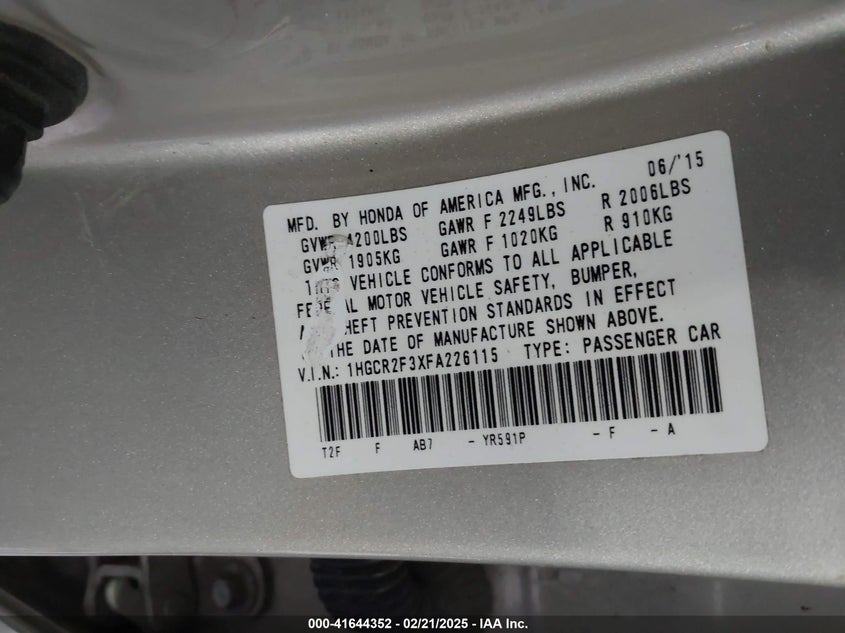 06/'15
MFD. BY HONDA OF AMERICA MFG., INC.
GVWR 4200LBS GAWR F 2249LBS R 2006LBS
GVWR 1905KG GAWR F 1020KG R 910KG
VEHICLE CONFORMS TO ALL APPLICABLE
MOTOR VEHICLE SAFETY, BUMPER,
PREVENTION STANDARDS IN EFFECT
THE DATE OF MANUFACTURE SHOWN ABOVE.
V.I.N.: 1HGCR2F3XFA226115 TYPE: PASSENGER CAR
T2F F AB7 - YR591P - F - A
000-41644352 - 02/21/2025 - IAA Inc.